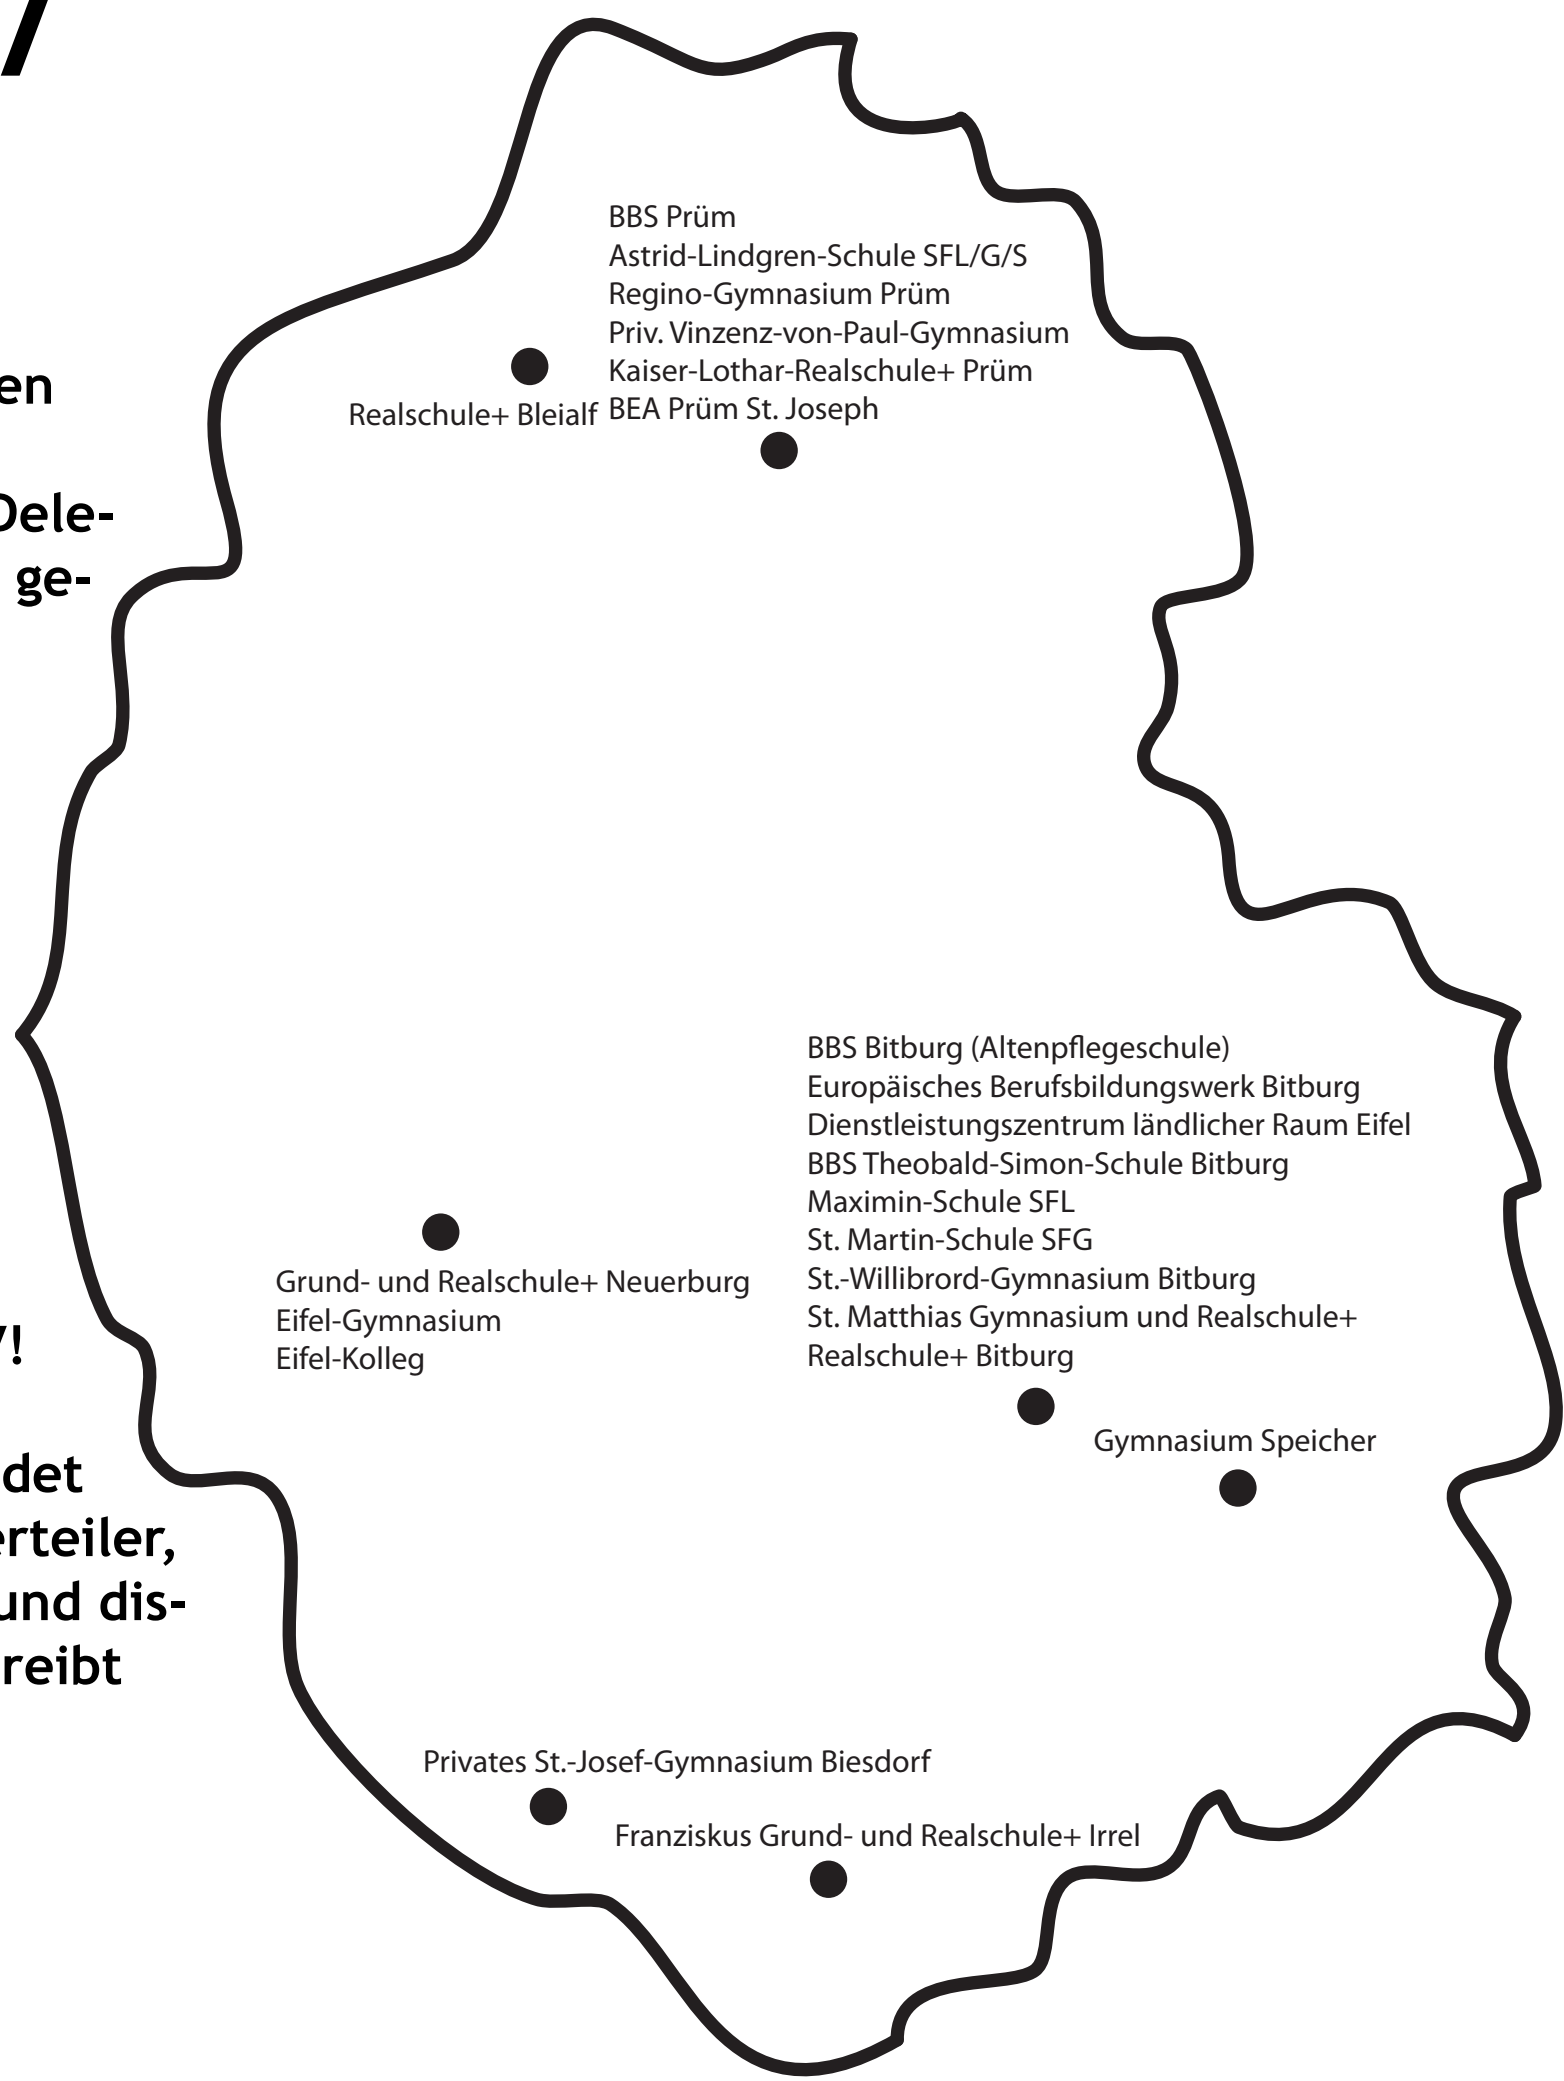 BBS Prüm
Astrid-Lindgren-Schule SFL/G/S
Regino-Gymnasium Prüm
Priv. Vinzenz-von-Paul-Gymnasium
Kaiser-Lothar-Realschule+ Prüm
BEA Prüm St. Joseph
Realschule+ Bleialf
en
Dele-
ge-
BBS Bitburg (Altenpflegeschule)
Europäisches Berufsbildungswerk Bitburg
Dienstleistungszentrum ländlicher Raum Eifel
BBS Theobald-Simon-Schule Bitburg
Maximin-Schule SFL
St. Martin-Schule SFG
St.-Willibrord-Gymnasium Bitburg
St. Matthias Gymnasium und Realschule+
Realschule+ Bitburg
Grund- und Realschule+ Neuerburg
Eifel-Gymnasium
Eifel-Kolleg
Gymnasium Speicher
!
det
erteiler,
und dis-
reibt
Privates St.-Josef-Gymnasium Biesdorf
Franziskus Grund- und Realschule+ Irrel